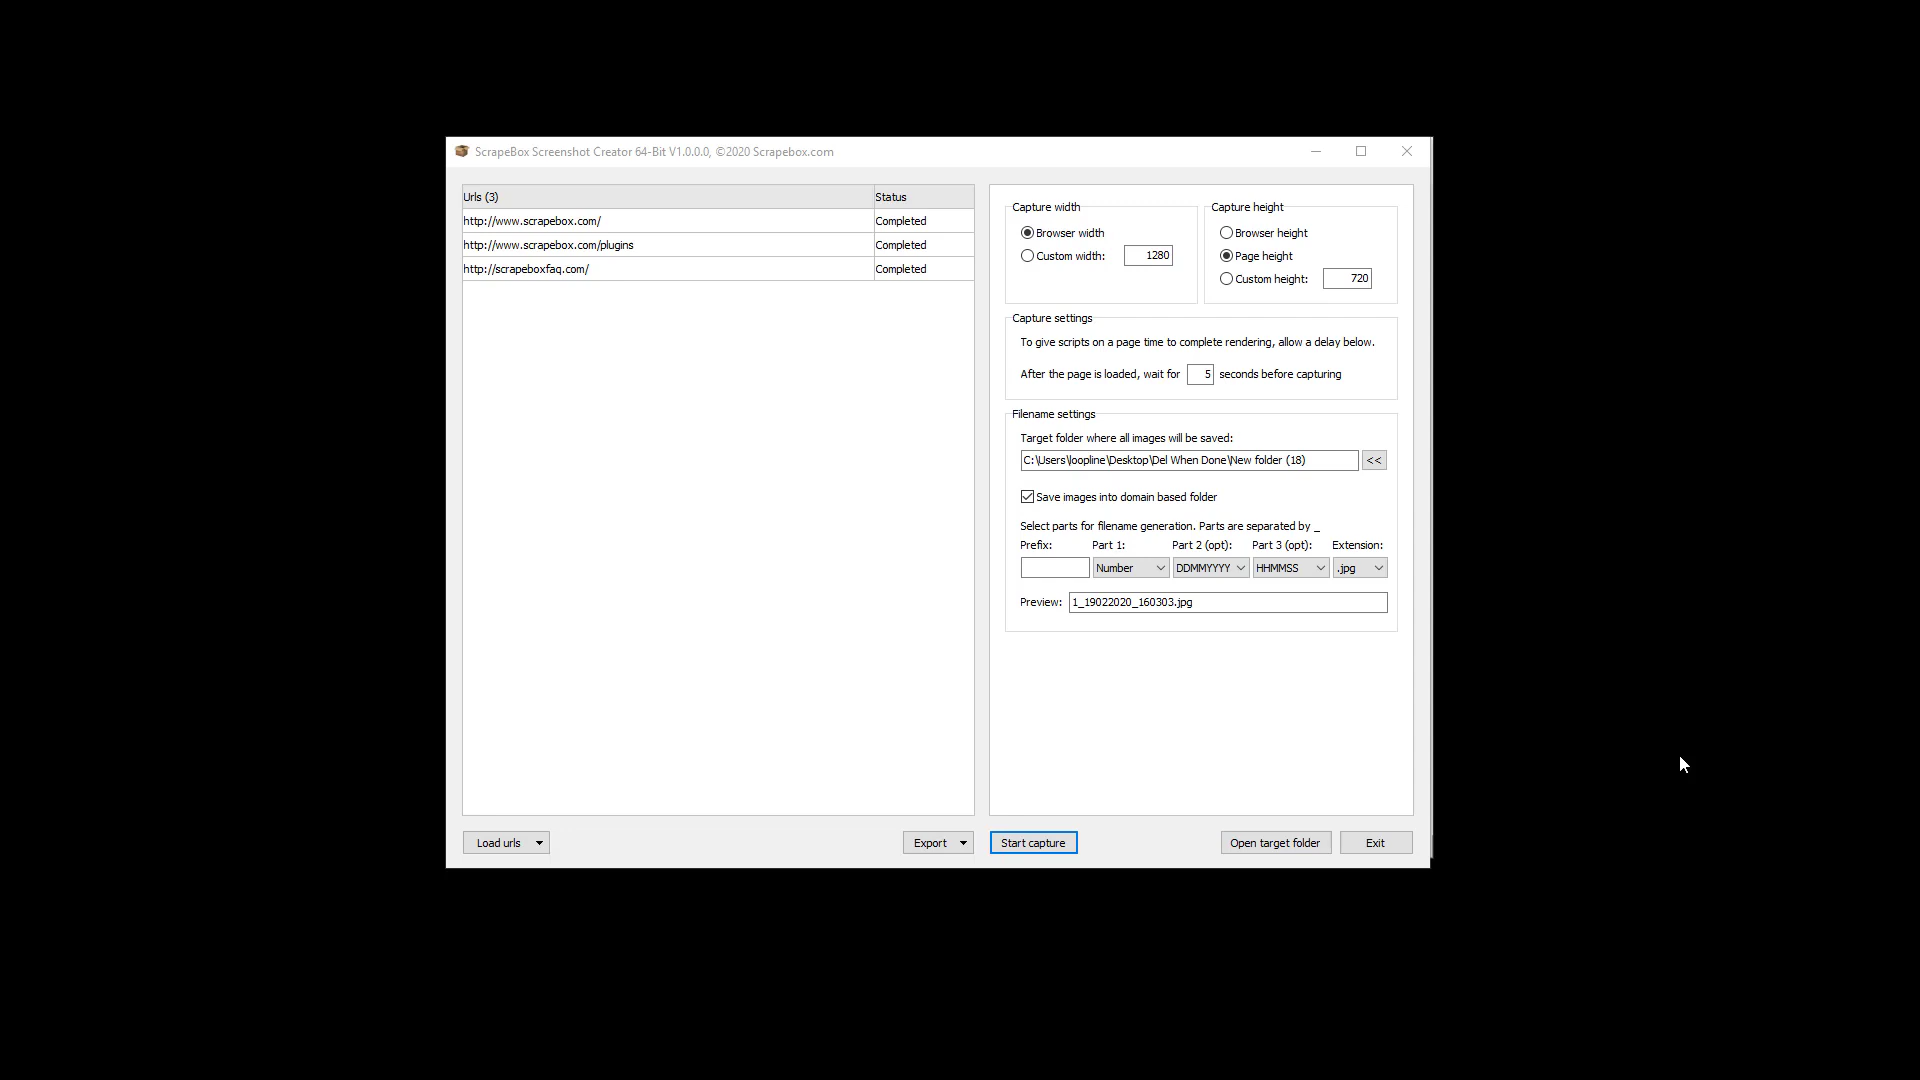 ScrapeBox Screenshot Creator 64-Bit V1.0.0.0, ©2020 Scrapebox.com
Urls (3) Status
http://www.scrapebox.com/ Completed
http://www.scrapebox.com/plugins Completed
http://scrapeboxfaq.com/ Completed
Load urls
Export
Capture width
Browser width
Custom width: 1280
Capture height
Browser height
Page height
Custom height: 720
Capture settings
To give scripts on a page time to complete rendering, allow a delay below.
After the page is loaded, wait for 5 seconds before capturing
Filename settings
Target folder where all images will be saved:
C:\Users\loopline\Desktop\Del When Done\New folder (18) <<
Save images into domain based folder
Select parts for filename generation. Parts are separated by _
Prefix: Part 1: Part 2 (opt): Part 3 (opt): Extension:
Number DDMMYYYY HHMMSS .jpg
Preview: 1_19022020_160303.jpg
Start capture
Open target folder
Exit